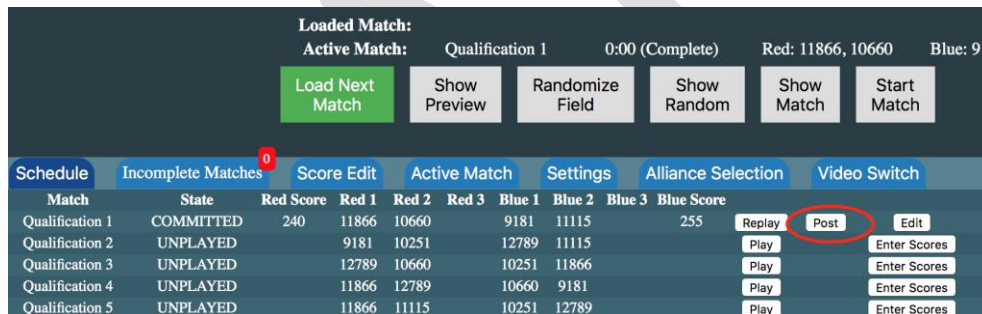 Loaded Match:
Active Match: Qualification 1 0:00 (Complete) Red: 11866, 10660 Blue: 9
Load Next Match Show Preview Randomize Field Show Random Show Match Start Match
0
Schedule Incomplete Matches Score Edit Active Match Settings Alliance Selection Video Switch
Match State Red Score Red 1 Red 2 Red 3 Blue 1 Blue 2 Blue 3 Blue Score
Qualification 1 COMMITTED 240 11866 10660 9181 11115 255 Replay Post Edit
Qualification 2 UNPLAYED 9181 10251 12789 11115 Play Enter Scores
Qualification 3 UNPLAYED 12789 10660 10251 11866 Play Enter Scores
Qualification 4 UNPLAYED 11866 12789 10660 9181 Play Enter Scores
Qualification 5 UNPLAYED 11866 11115 10251 12789 Play Enter Scores